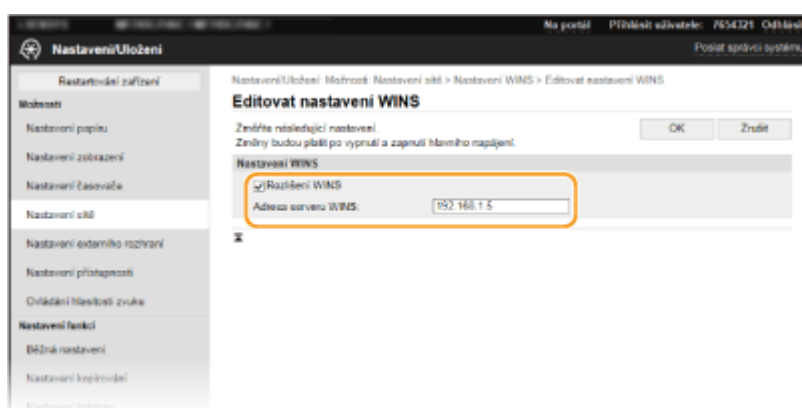 Na portál Přihlásit uživatele: 7654321 Odhlásit
Nastavení/Uložení
Poslat správci systému
Restartování zařízení
Možnosti
Nastavení papíru
Nastavení zobrazení
Nastavení časovače
Nastavení sítě
Nastavení externího rozhraní
Nastavení přístupnosti
Ovládání hlasitosti zvuku
Nastavení funkcí
Běžná nastavení
Nastavení kopírování
Nastavení/Uložení: Možnosti: Nastavení sítě > Nastavení WINS > Editovat nastavení WINS
Editovat nastavení WINS
Změňte následující nastavení.
Změny budou platit po vypnutí a zapnutí hlavního napájení.
OK Zrušit
Nastavení WINS
Rozlišení WINS
Adresa serveru WINS: 192.168.1.5